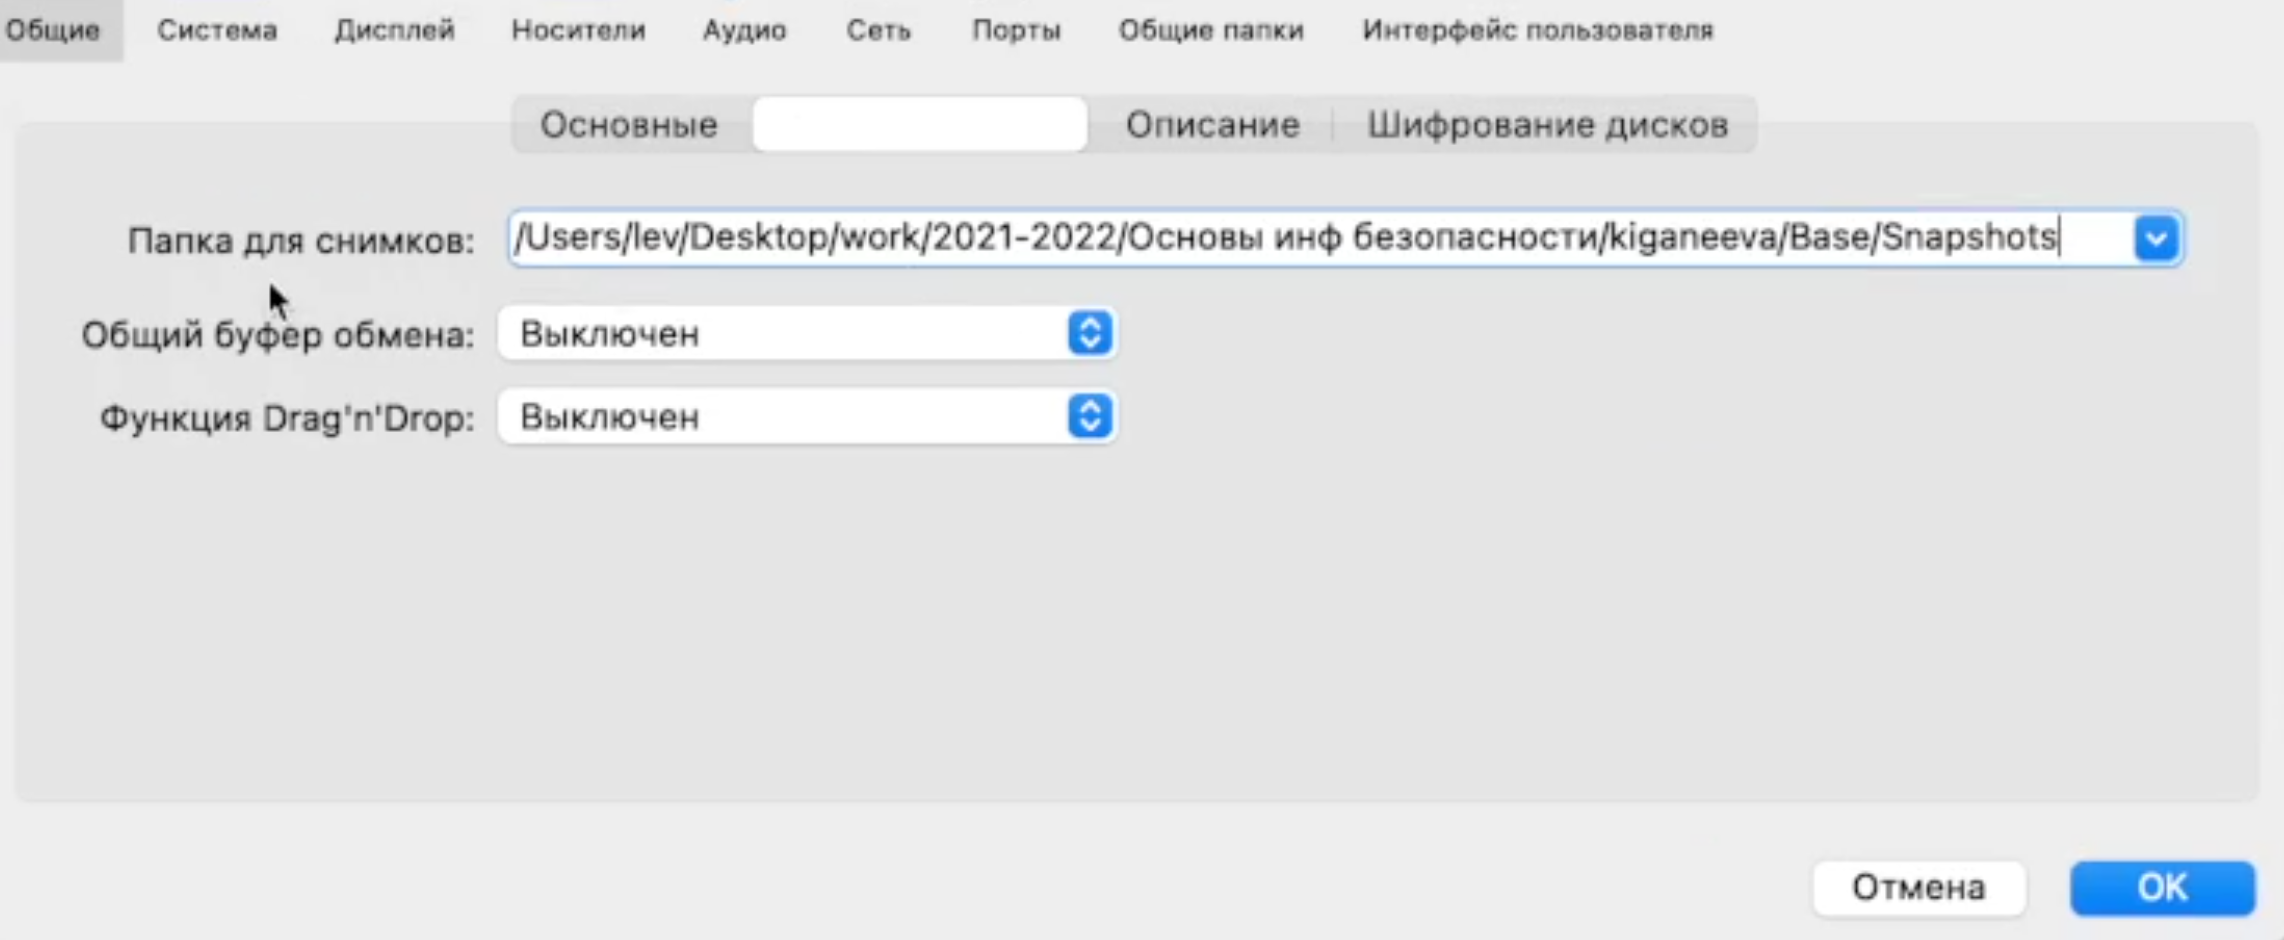 Общие Система Дисплей Носители Аудио Сеть Порты Общие папки Интерфейс пользователя
Основные Описание Шифрование дисков
Папка для снимков: /Users/lev/Desktop/work/2021-2022/Основы инф безопасности/kiganeeva/Base/Snapshots
Общий буфер обмена: Выключен
Функция Drag'n'Drop: Выключен
Отмена OK